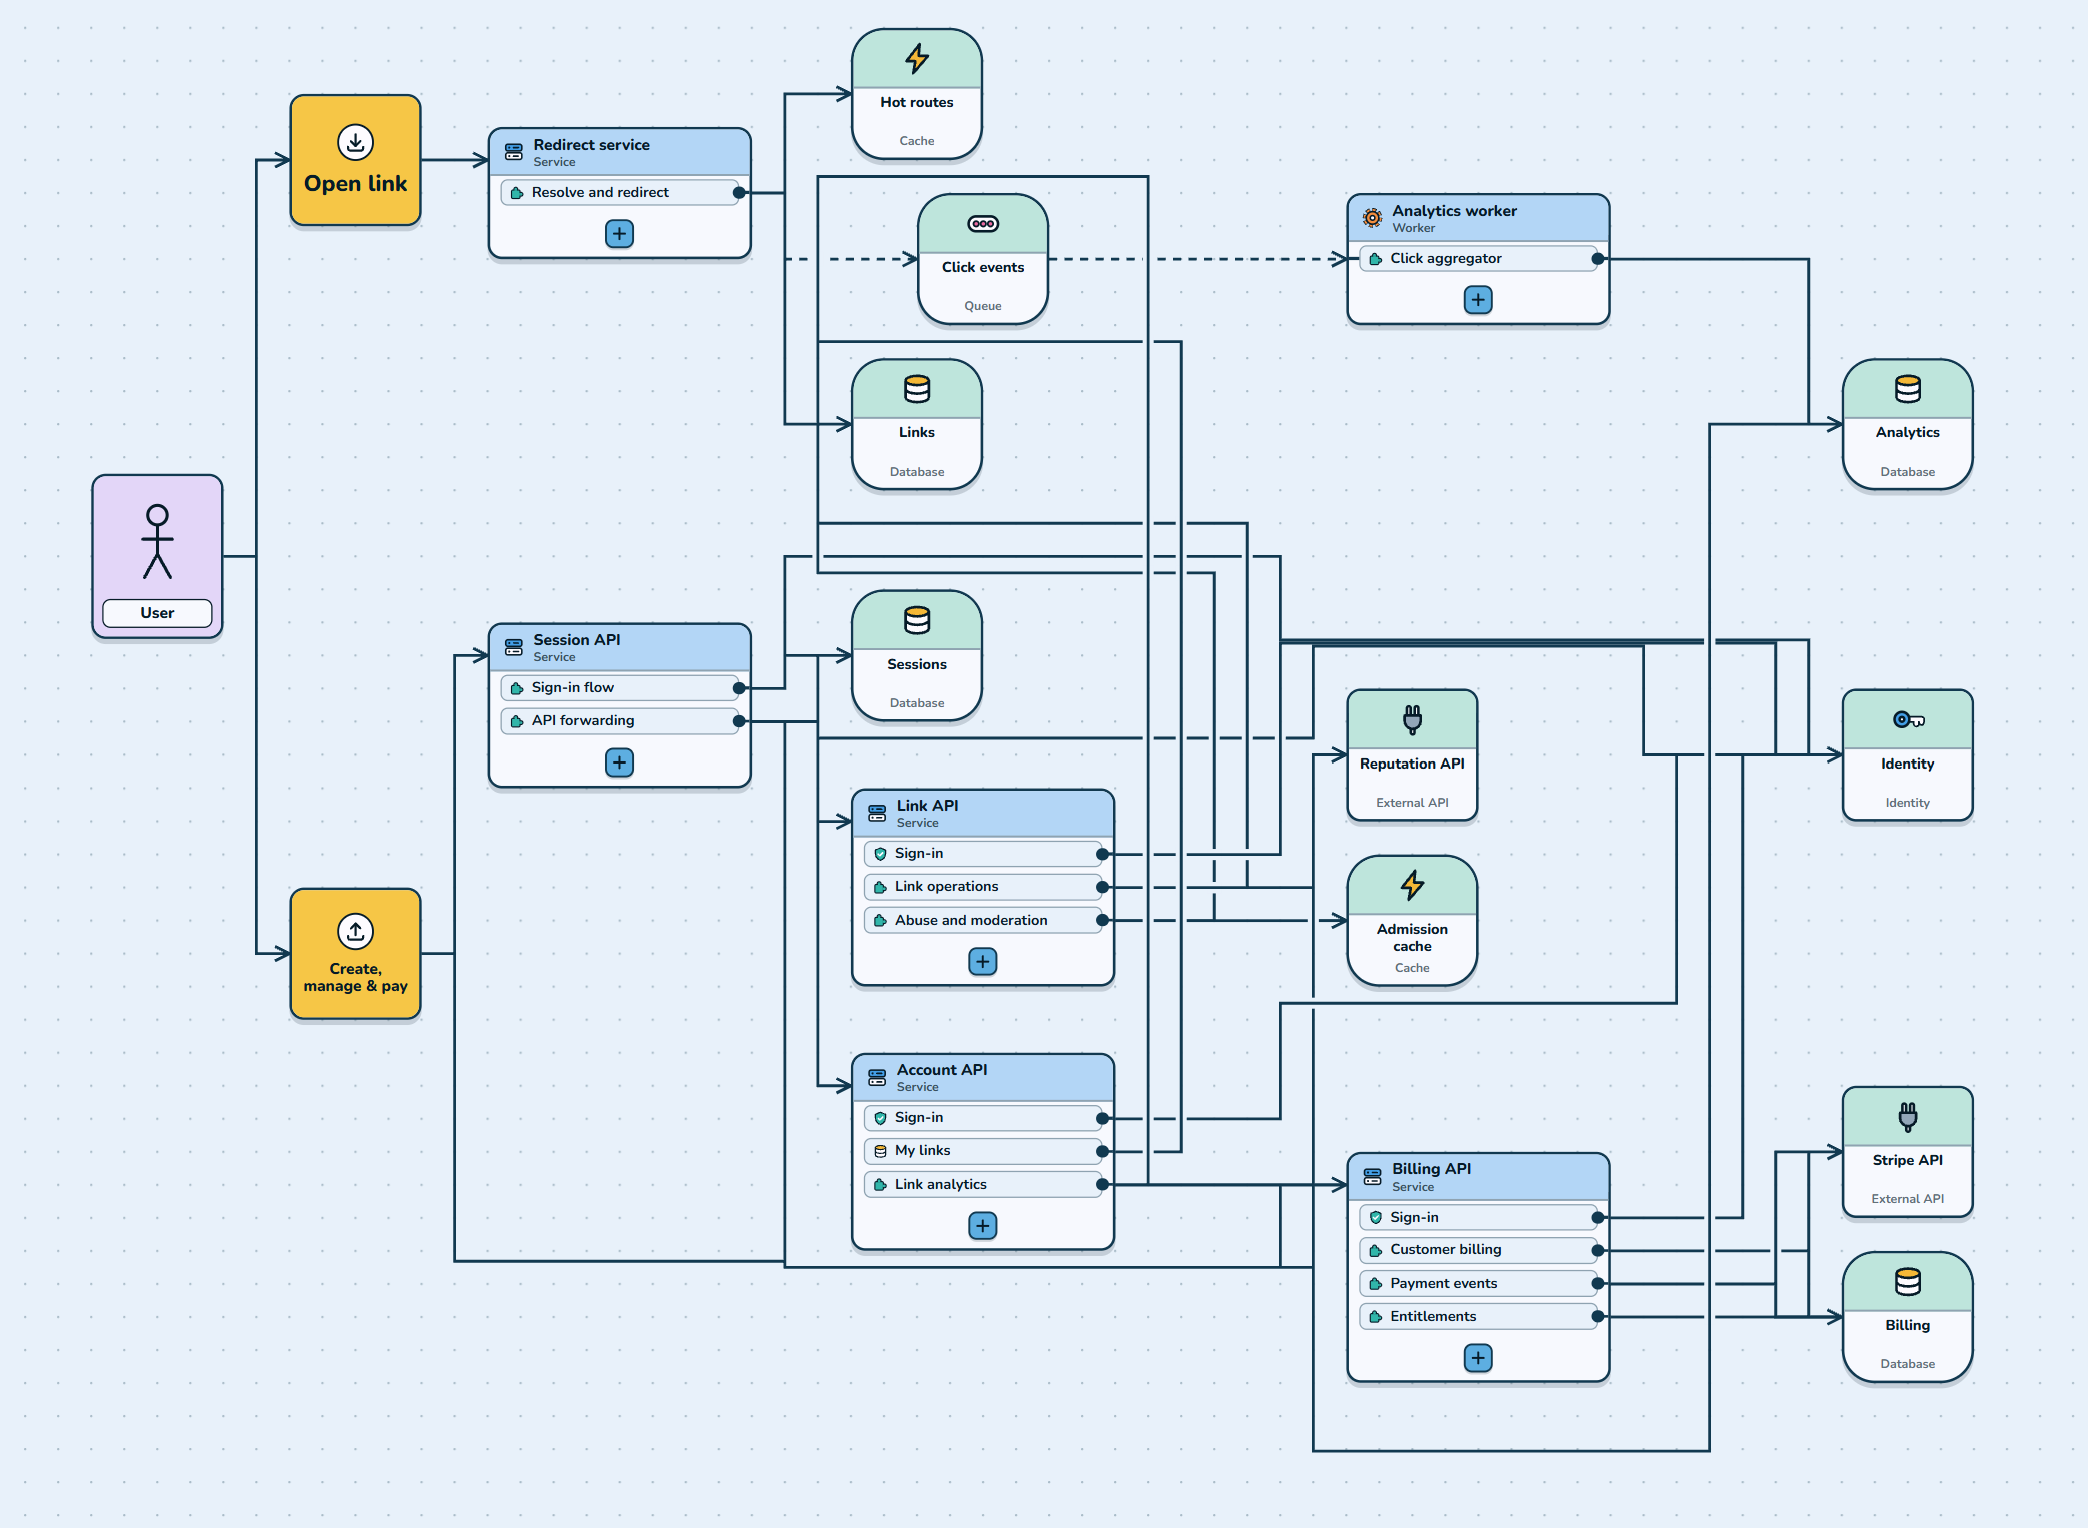 Hot routes
Cache
Open link
Redirect service
Service
Resolve and redirect
Click events
Queue
Analytics worker
Worker
Click aggregator
Links
Database
Analytics
Database
User
Session API
Service
Sign-in flow
API forwarding
Sessions
Database
Reputation API
External API
Identity
Identity
Link API
Service
Sign-in
Link operations
Abuse and moderation
Admission
cache
Cache
Create,
manage & pay
Account API
Service
Sign-in
My links
Link analytics
Billing API
Service
Sign-in
Customer billing
Payment events
Entitlements
Stripe API
External API
Billing
Database